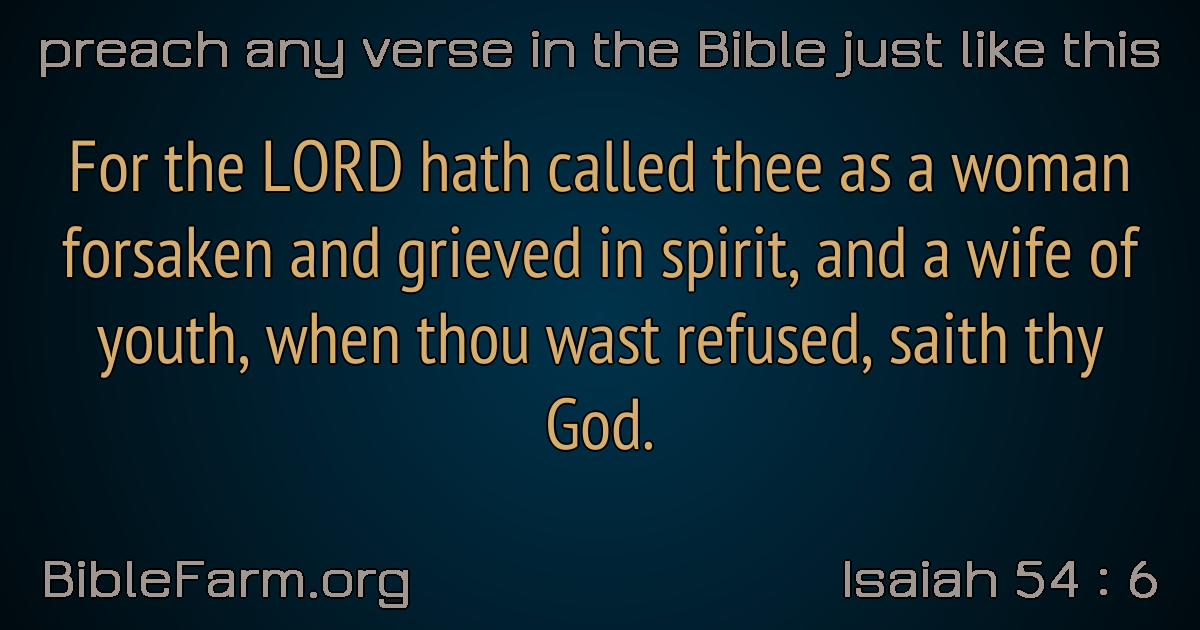 preach any verse in the Bible just like this
For the LORD hath called thee as a woman
forsaken and grieved in spirit, and a wife of
youth, when thou wast refused, saith thy
God.
BibleFarm.org
Isaiah 54 : 6